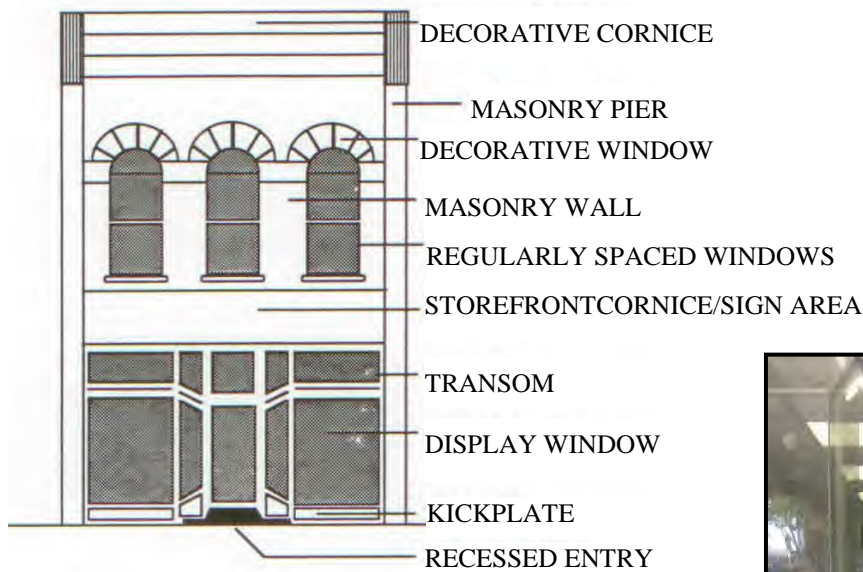 DECORATIVE CORNICE
MASONRY PIER
DECORATIVE WINDOW
MASONRY WALL
REGULARLY SPACED WINDOWS
STOREFRONTCORNICE/SIGN AREA
TRANSOM
DISPLAY WINDOW
KICKPLATE
RECESSED ENTRY